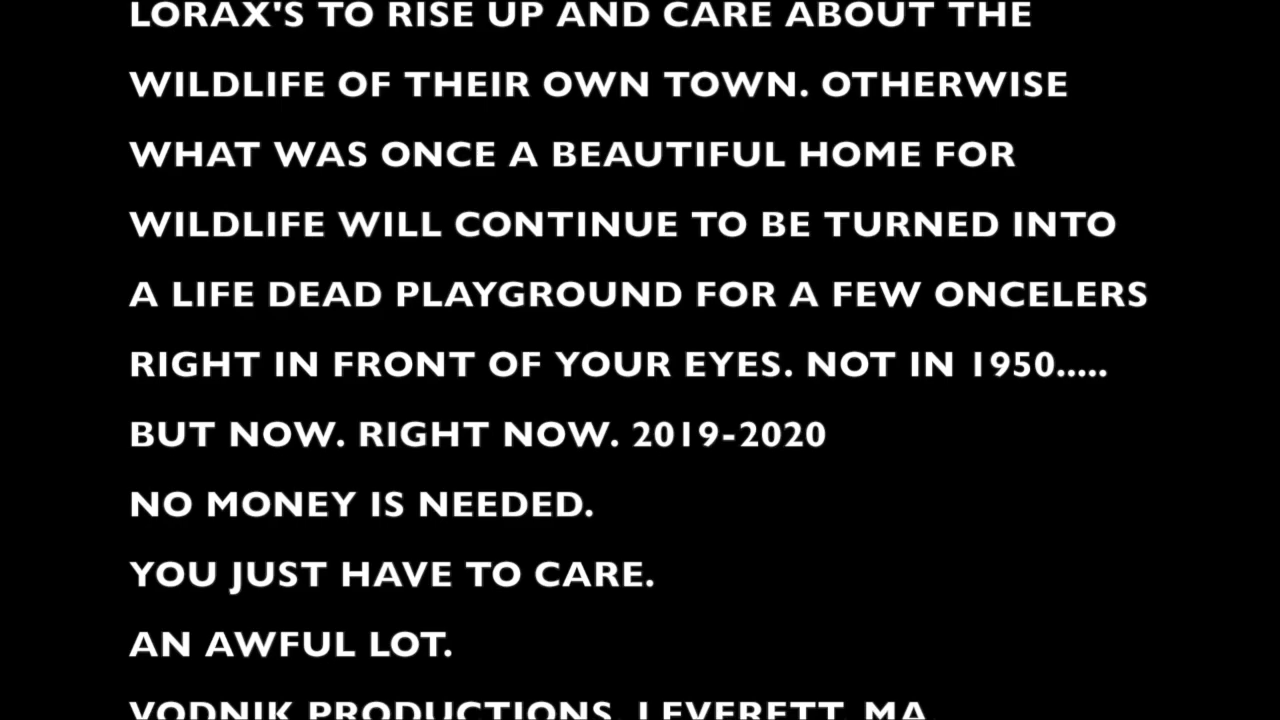 LORAX'S TO RISE UP AND CARE ABOUT THE
WILDLIFE OF THEIR OWN TOWN. OTHERWISE
WHAT WAS ONCE A BEAUTIFUL HOME FOR
WILDLIFE WILL CONTINUE TO BE TURNED INTO
A LIFE DEAD PLAYGROUND FOR A FEW ONCELERS
RIGHT IN FRONT OF YOUR EYES. NOT IN 1950.....
BUT NOW. RIGHT NOW. 2019-2020
NO MONEY IS NEEDED.
YOU JUST HAVE TO CARE.
AN AWFUL LOT.
VODNIK PRODUCTIONS. LEVERETT, MA